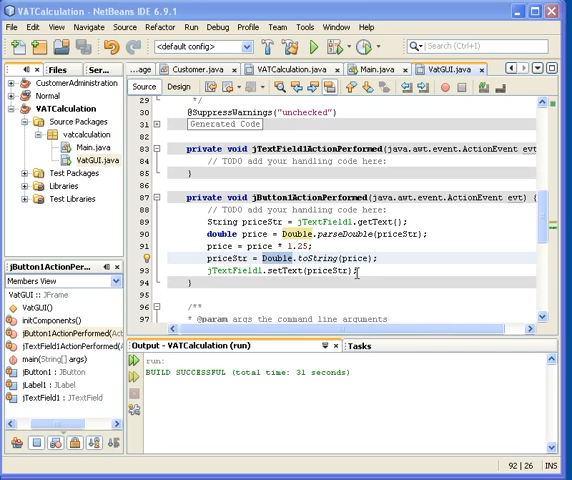 VATCalculation - NetBeans IDE 6.9.1
File Edit View Navigate Source Refactor Run Debug Profile Team Tools Window Help
<default config>
Search (Ctrl+I)
Files Ser...
...age Customer.java VATCalculation.java Main.java VatGUI.java
CustomerAdministration
Normal
VATCalculation
Source Packages
vatcalculation
Main.java
VatGUI.java
Test Packages
Libraries
Test Libraries
Source Design
29 */
30 @SuppressWarnings("unchecked")
31 Generated Code
82
83 private void jTextField1ActionPerformed(java.awt.event.ActionEvent evt
84 // TODO add your handling code here:
85 }
86
87 private void jButton1ActionPerformed(java.awt.event.ActionEvent evt) {
88 // TODO add your handling code here:
89 String priceStr = jTextField1.getText();
90 double price = Double.parseDouble(priceStr);
91 price = price * 1.25;
priceStr = Double.toString(price);
93 jTextField1.setText(priceStr);
94 }
95
96 /**
97 * @param args the command line arguments
jButton1ActionPer...
Members View
VatGUI :: JFrame
VatGUI()
initComponents()
jButton1ActionPerformed(Act
jTextField1ActionPerformed(
main(String[] args)
jButton1 : JButton
jLabel1 : JLabel
jTextField1 : JTextField
Output - VATCalculation (run) Tasks
run:
BUILD SUCCESSFUL (total time: 31 seconds)
92 | 26 INS